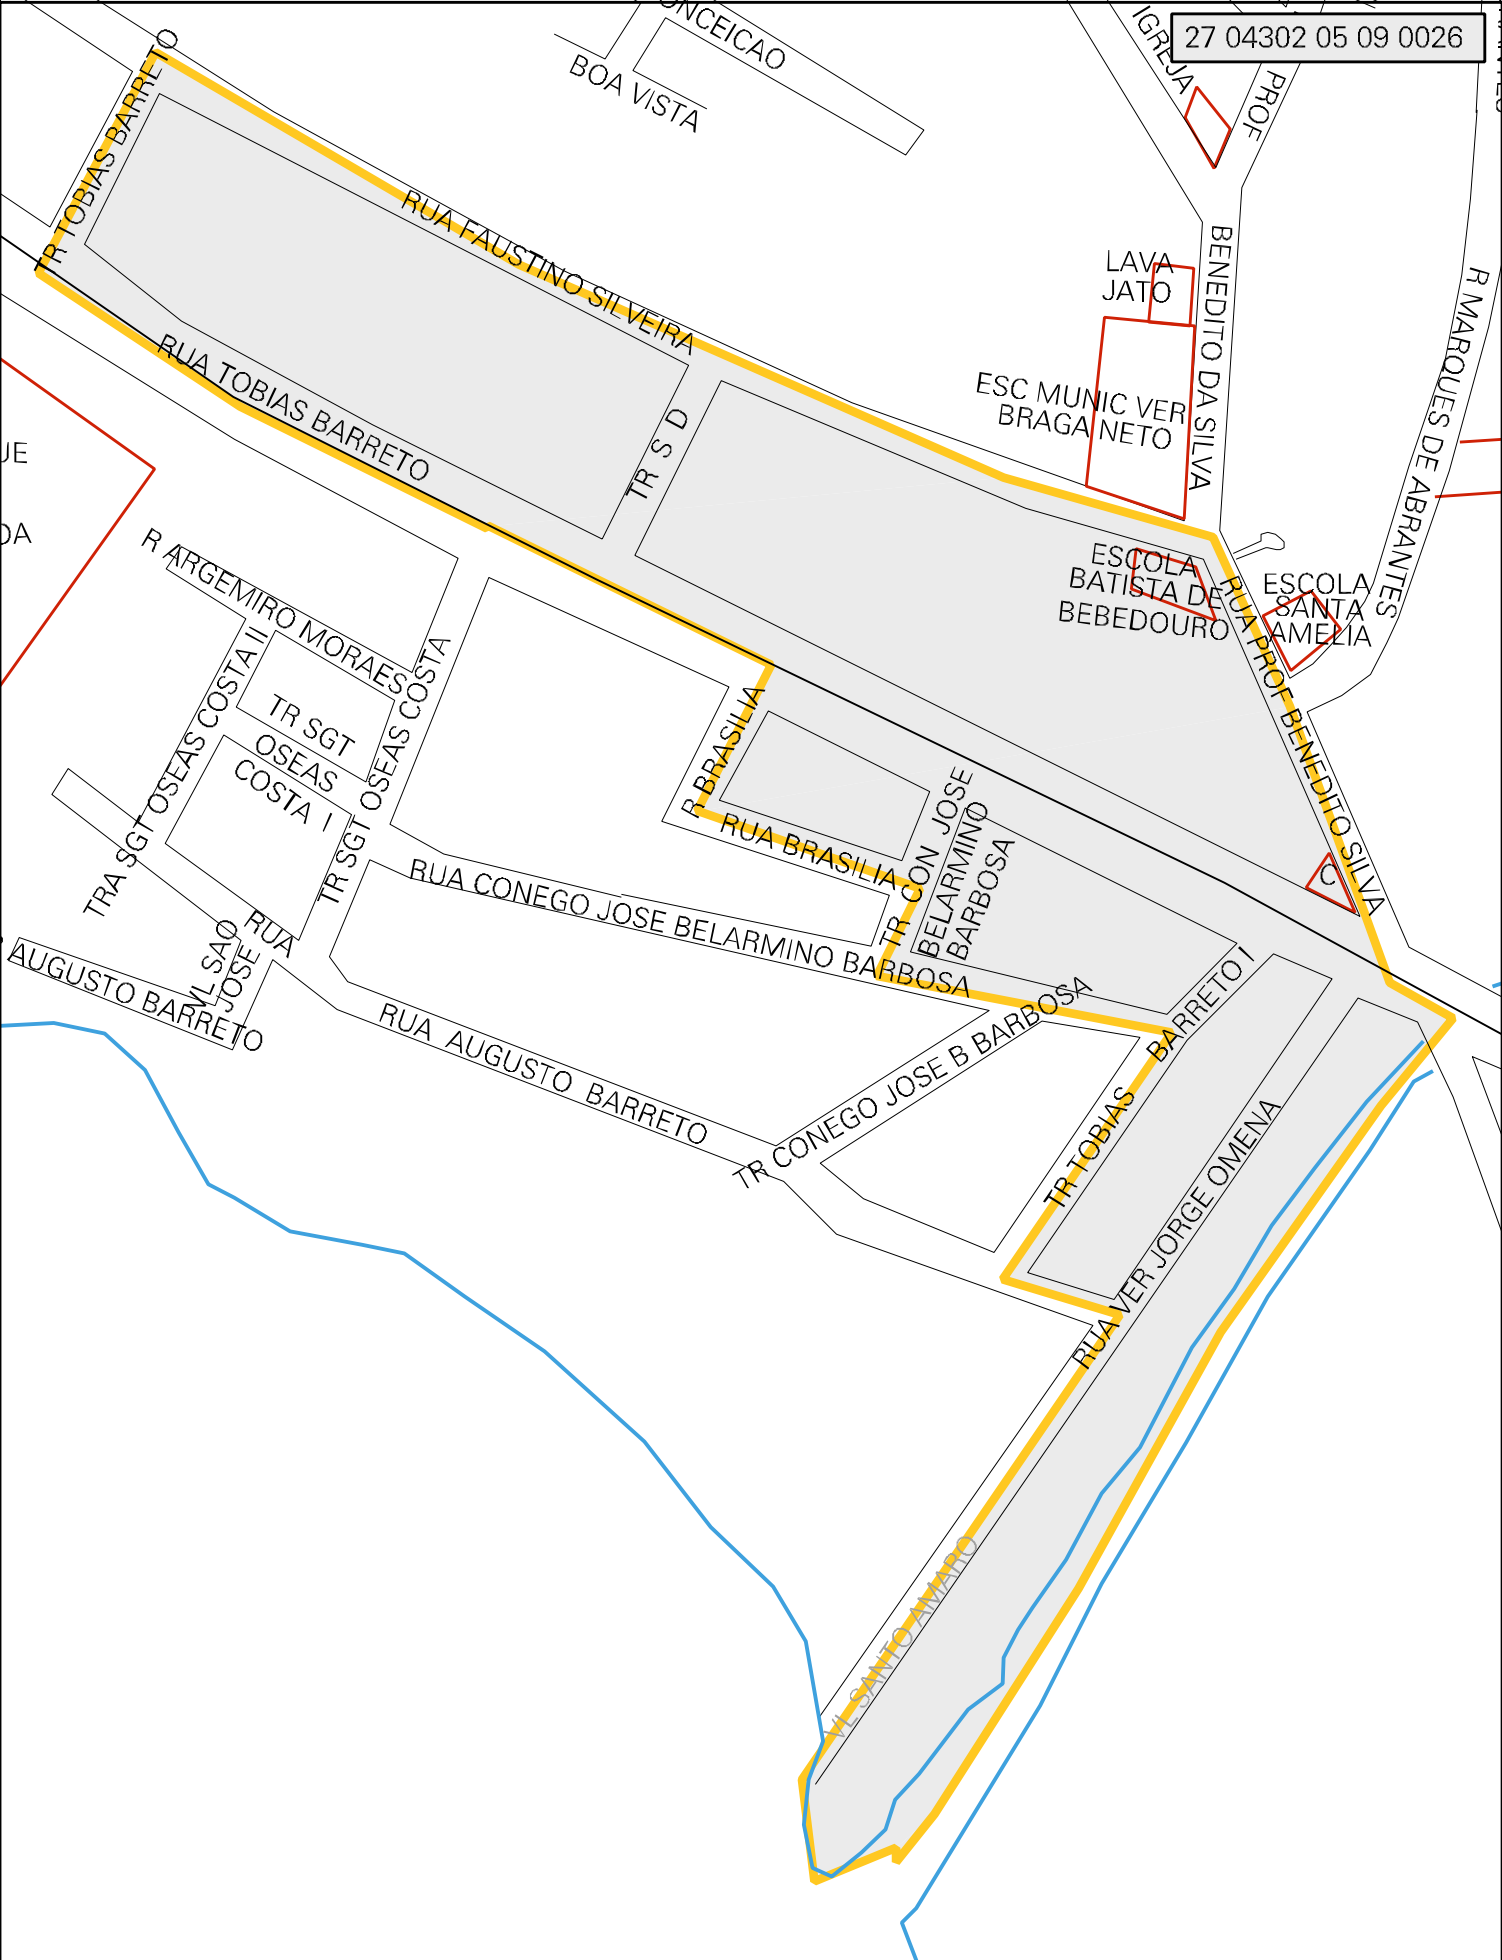 27 04302 05 09 0026
IGREJA
PROF
BOA VISTA
TR TOBIAS BARRETO
RUA FAUSTINO SILVEIRA
LAVA
JATO
BENEDITO DA SILVA
R MARQUES DE ABRANTES
ESC MUNIC VER
BRAGA NETO
RUA TOBIAS BARRETO
TR S D
ESCOLA
BATISTA DE
BEBEDOURO
ESCOLA
SANTA
AMELIA
RUA PROF BENEDITO SILVA
R ARGEMIRO MORAES
TRA SGT OSEAS COSTA II
TR SGT
OSEAS
COSTA I
TR SGT OSEAS COSTA
R BRASILIA
RUA BRASILIA
TR CON JOSE
BELARMINO
BARBOSA
C
RUA CONEGO JOSE BELARMINO BARBOSA
RUA
VL SAO
JOSE
AUGUSTO BARRETO
RUA AUGUSTO BARRETO
TR CONEGO JOSE B BARBOSA
TR TOBIAS BARRETO I
RUA VER JORGE OMENA
VL SANTO AMARO